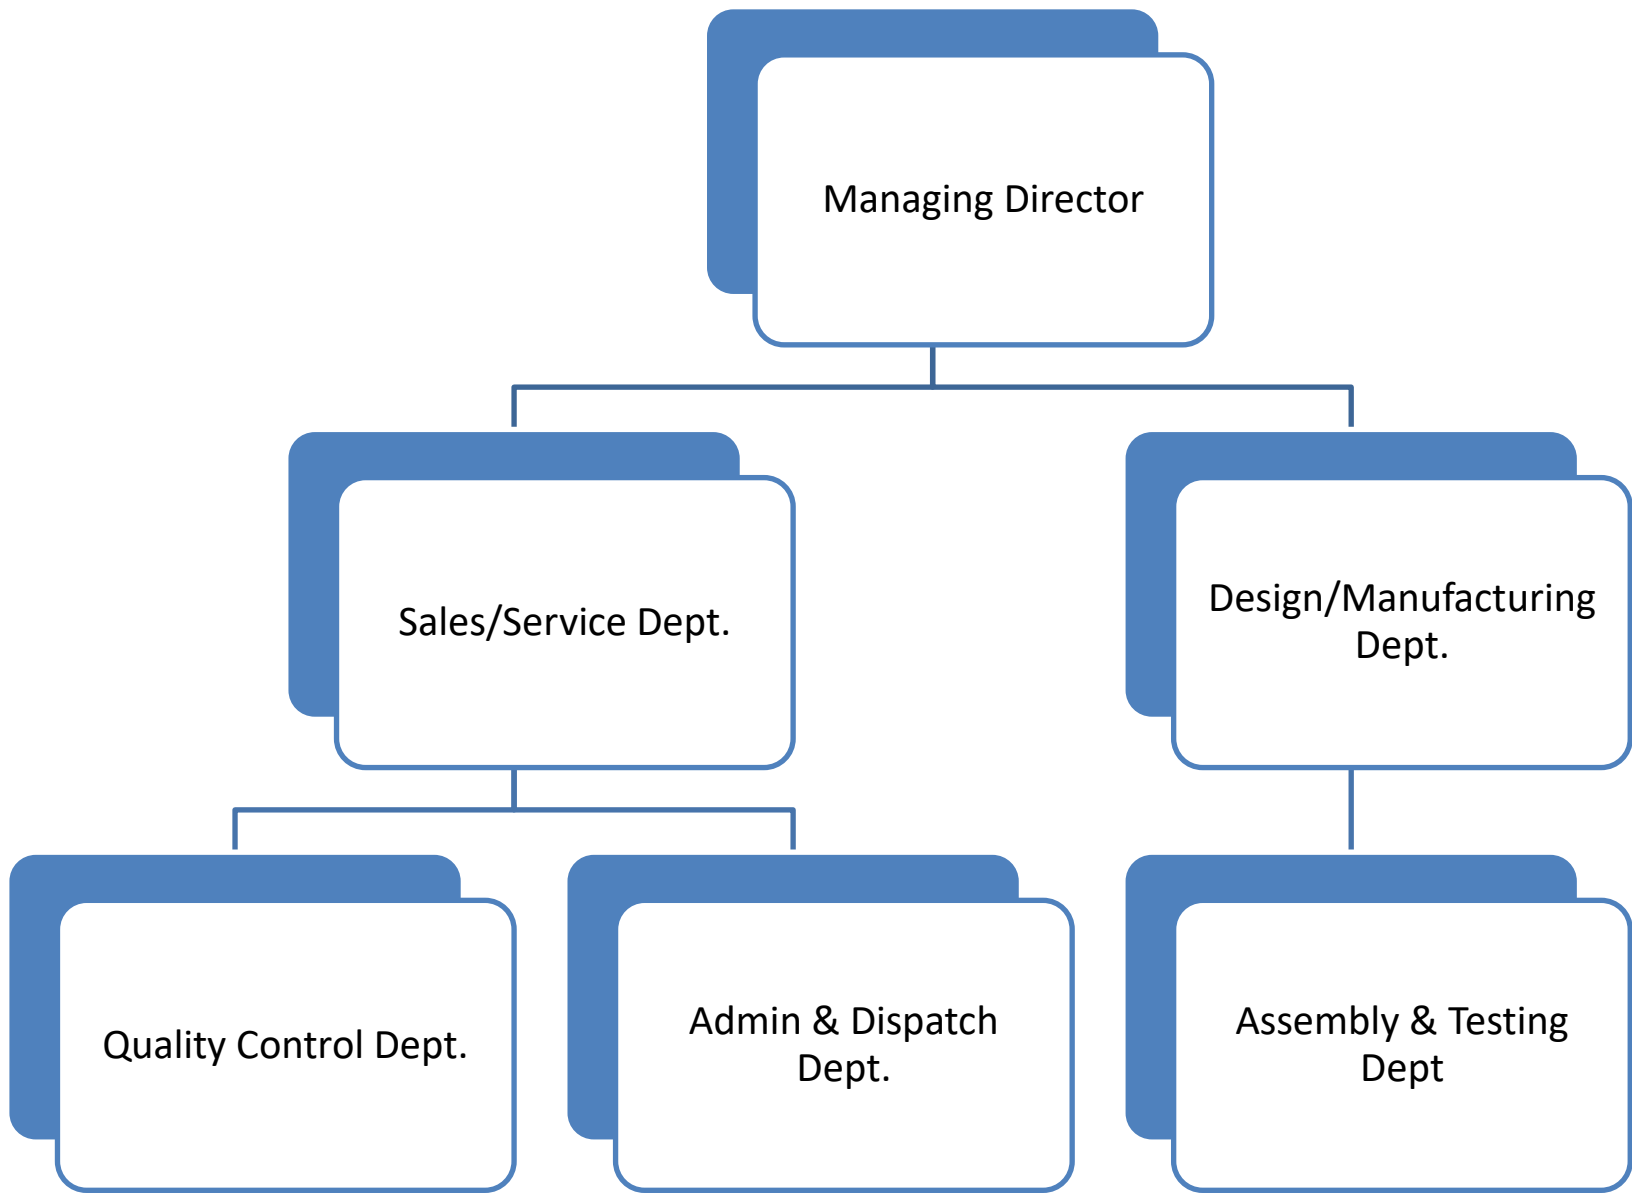 Managing Director
Sales/Service Dept.
Design/Manufacturing
Dept.
Quality Control Dept.
Admin & Dispatch
Dept.
Assembly & Testing
Dept